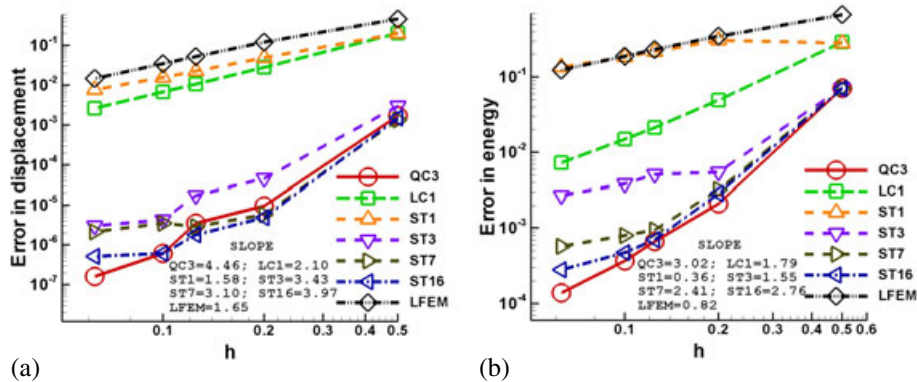 Error in displacement
10-1
10-2
10-3
10-4
10-5
10-6
10-7
QC3
LC1
ST1
ST3
ST7
ST16
LFEM
SLOPE
QC3=4.46; LC1=2.10
ST1=1.58; ST3=3.43
ST7=3.10; ST16=3.97
LFEM=1.65
0.1 0.2 0.3 0.4 0.5
h
(a)
Error in energy
10-1
10-2
10-3
10-4
QC3
LC1
ST1
ST3
ST7
ST16
LFEM
SLOPE
QC3=3.02; LC1=1.79
ST1=0.36; ST3=1.55
ST7=2.41; ST16=2.76
LFEM=0.82
0.1 0.2 0.3 0.4 0.5 0.6
h
(b)